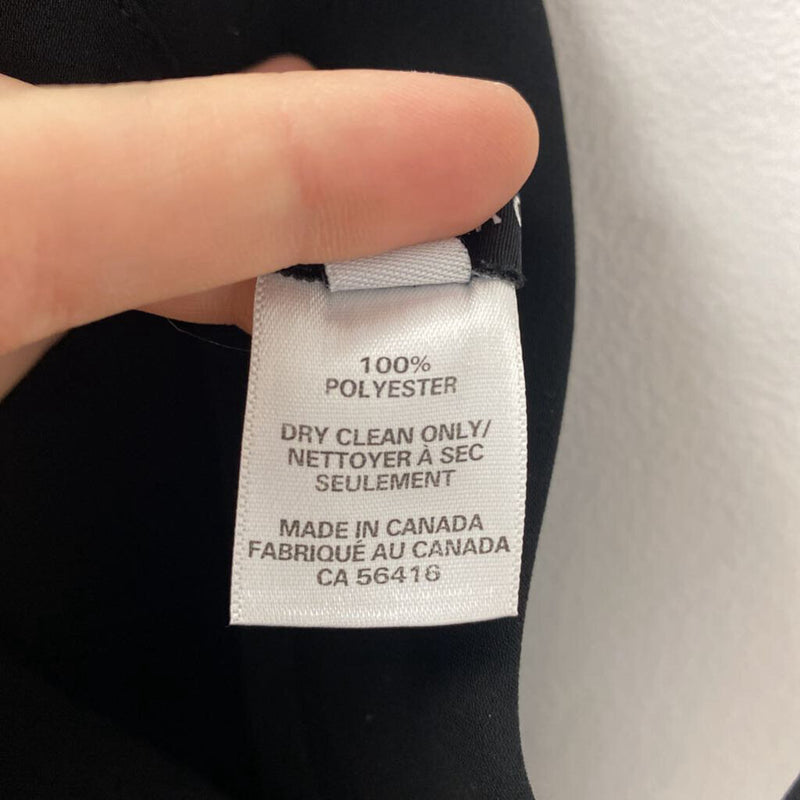 100%
POLYESTER
DRY CLEAN ONLY/
NETTOYER À SEC
SEULEMENT
MADE IN CANADA
FABRIQUÉ AU CANADA
CA 56416